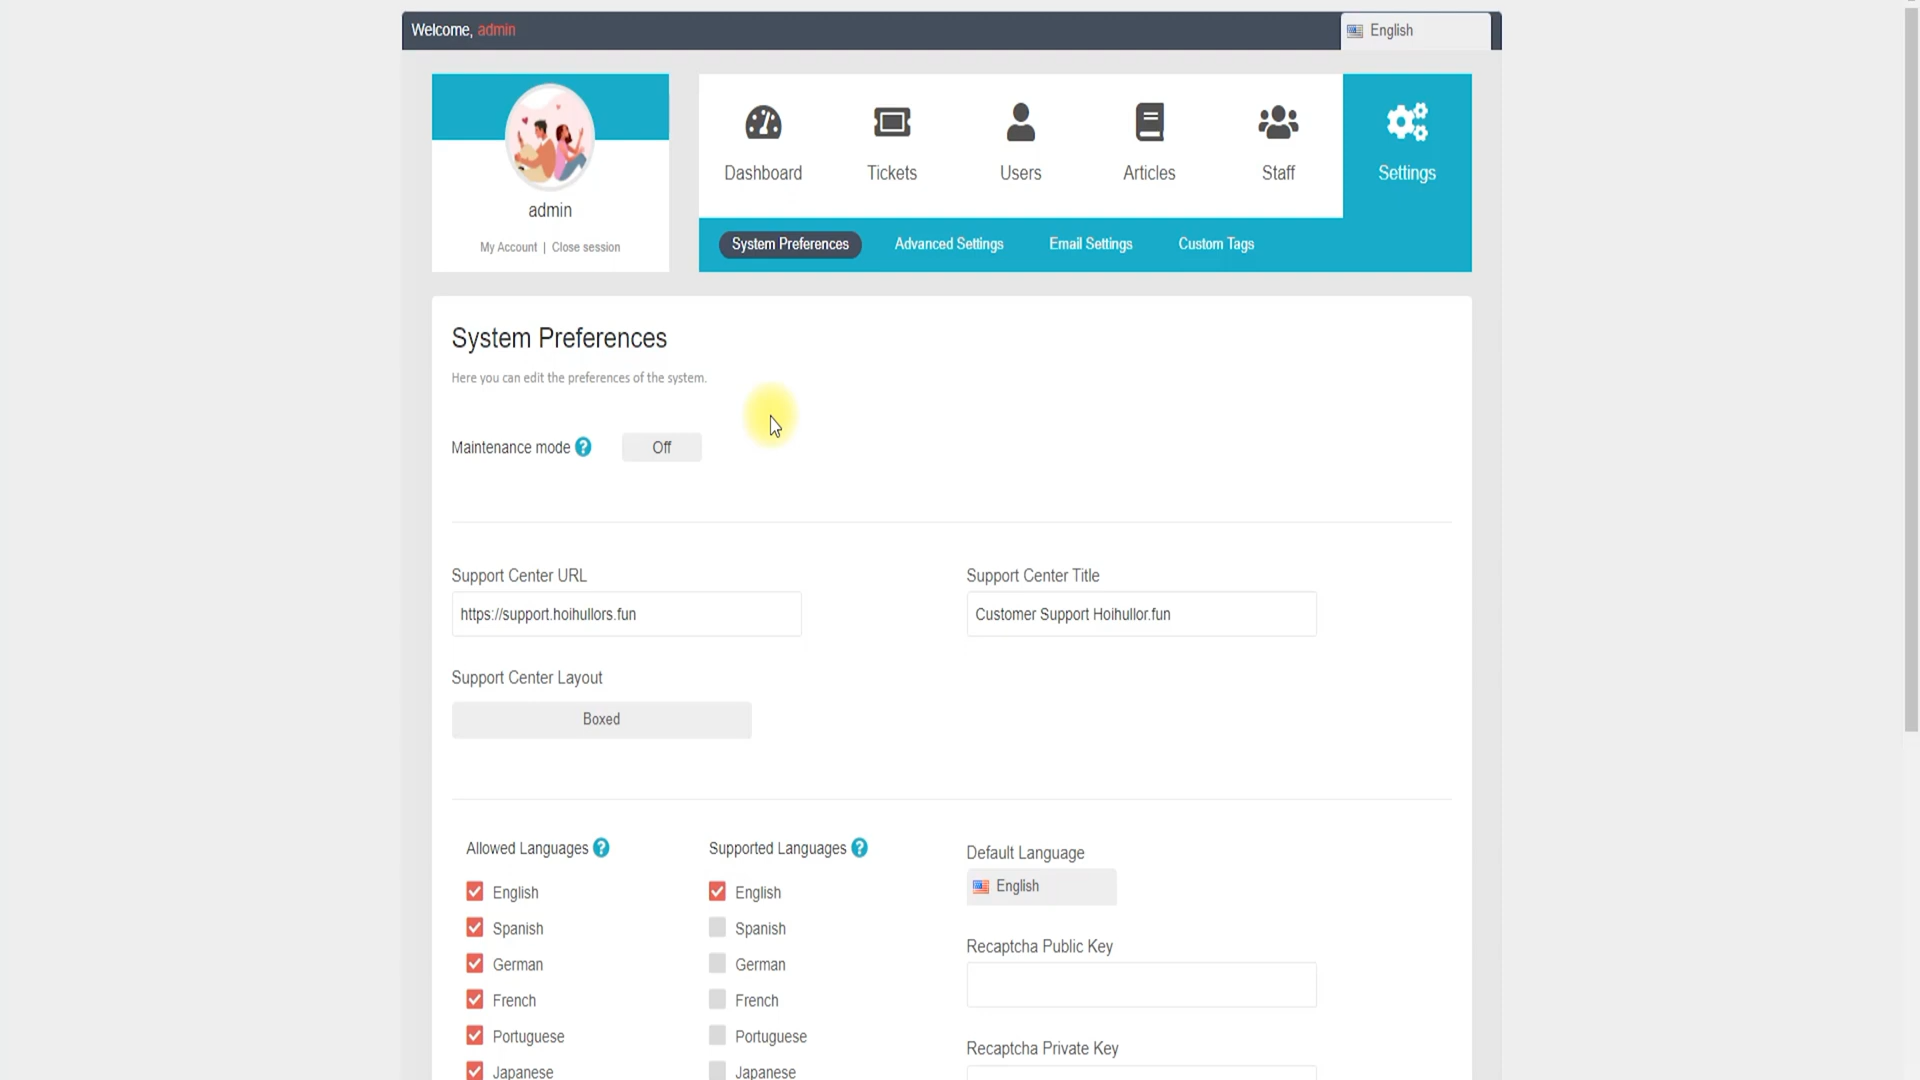 Welcome, admin
English
Dashboard
Tickets
Users
Articles
Staff
Settings
admin
My Account | Close session
System Preferences
Advanced Settings
Email Settings
Custom Tags
System Preferences
Here you can edit the preferences of the system.
Maintenance mode ?
Off
Support Center URL
Support Center Title
https://support.hoihullors.fun
Customer Support Hoihullor.fun
Support Center Layout
Boxed
Allowed Languages ?
English
Spanish
German
French
Portuguese
Japanese
Supported Languages ?
English
Spanish
German
French
Portuguese
Japanese
Default Language
English
Recaptcha Public Key
Recaptcha Private Key